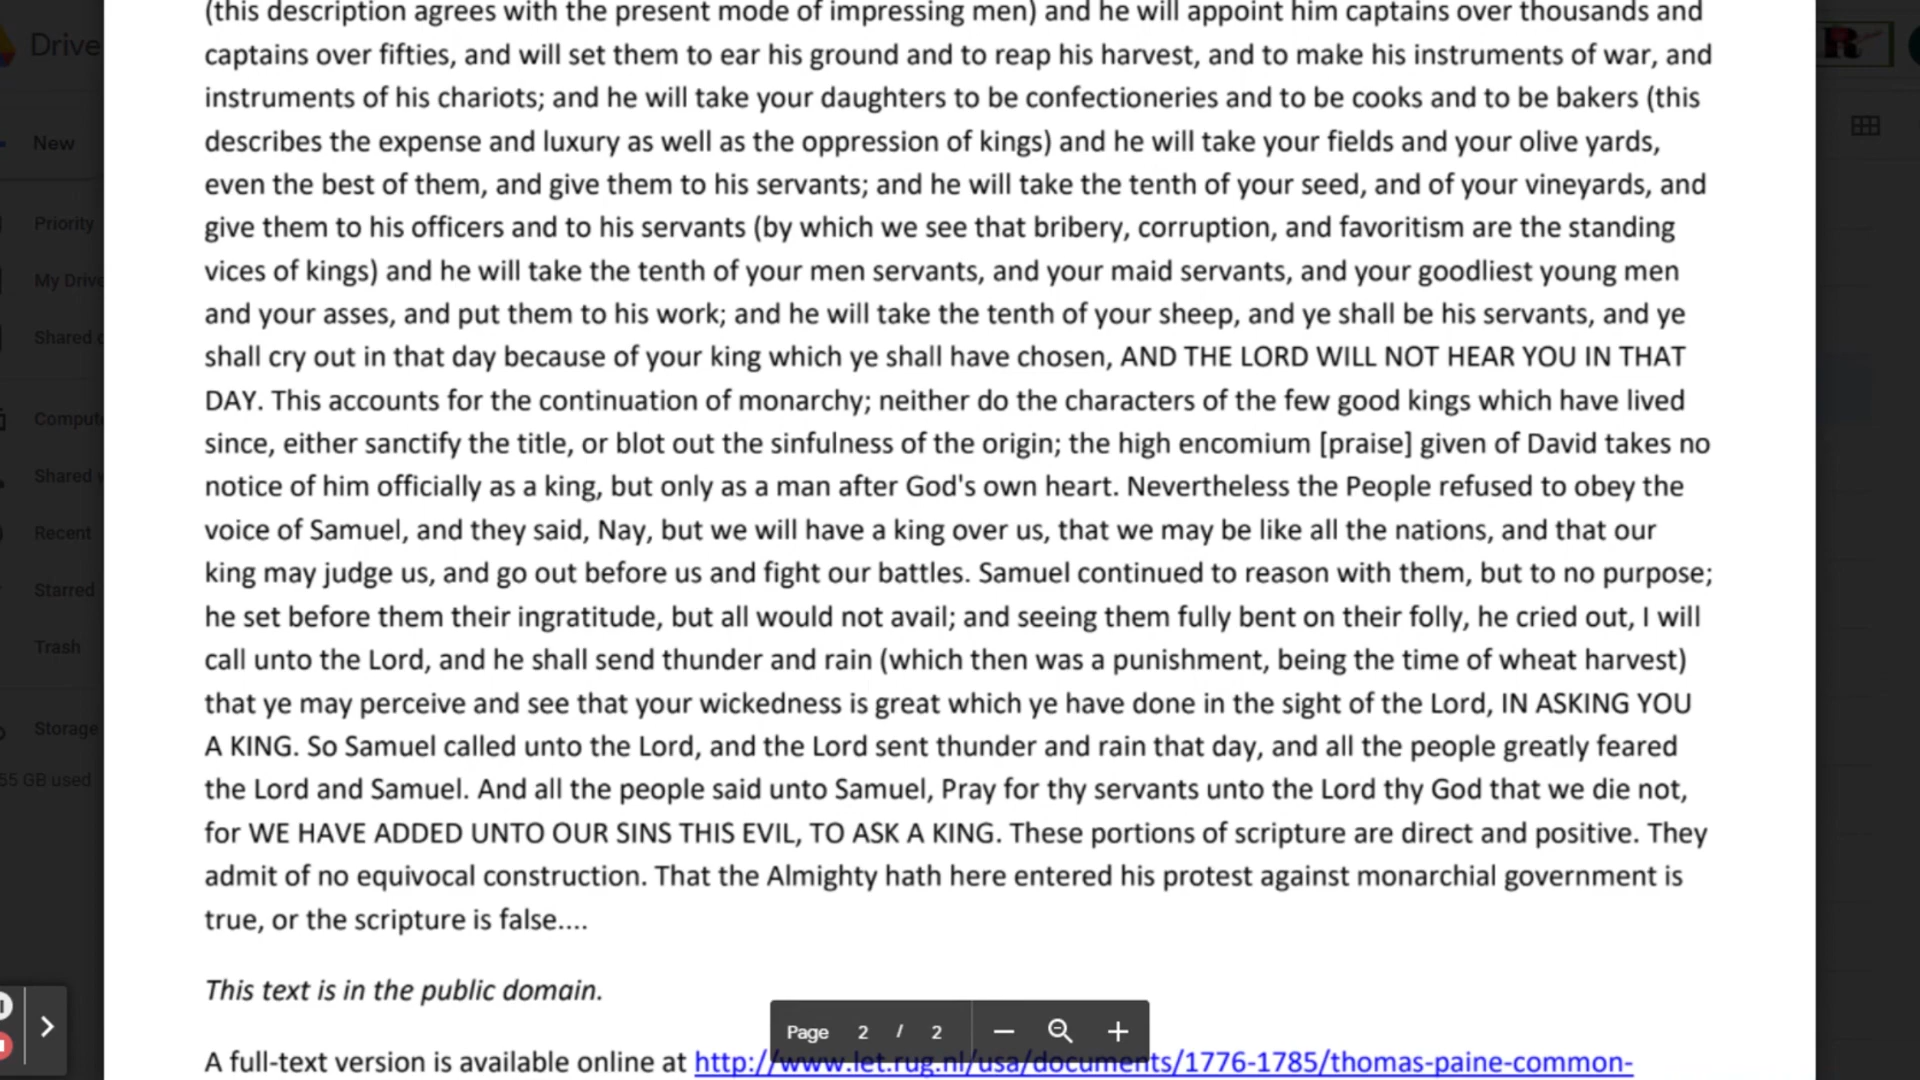 (this description agrees with the present mode of impressing men) and he will appoint him captains over thousands and
captains over fifties, and will set them to ear his ground and to reap his harvest, and to make his instruments of war, and
instruments of his chariots; and he will take your daughters to be confectioneries and to be cooks and to be bakers (this
describes the expense and luxury as well as the oppression of kings) and he will take your fields and your olive yards,
even the best of them, and give them to his servants; and he will take the tenth of your seed, and of your vineyards, and
give them to his officers and to his servants (by which we see that bribery, corruption, and favoritism are the standing
vices of kings) and he will take the tenth of your men servants, and your maid servants, and your goodliest young men
and your asses, and put them to his work; and he will take the tenth of your sheep, and ye shall be his servants, and ye
shall cry out in that day because of your king which ye shall have chosen, AND THE LORD WILL NOT HEAR YOU IN THAT
DAY. This accounts for the continuation of monarchy; neither do the characters of the few good kings which have lived
since, either sanctify the title, or blot out the sinfulness of the origin; the high encomium [praise] given of David takes no
notice of him officially as a king, but only as a man after God's own heart. Nevertheless the People refused to obey the
voice of Samuel, and they said, Nay, but we will have a king over us, that we may be like all the nations, and that our
king may judge us, and go out before us and fight our battles. Samuel continued to reason with them, but to no purpose;
he set before them their ingratitude, but all would not avail; and seeing them fully bent on their folly, he cried out, I will
call unto the Lord, and he shall send thunder and rain (which then was a punishment, being the time of wheat harvest)
that ye may perceive and see that your wickedness is great which ye have done in the sight of the Lord, IN ASKING YOU
A KING. So Samuel called unto the Lord, and the Lord sent thunder and rain that day, and all the people greatly feared
the Lord and Samuel. And all the people said unto Samuel, Pray for thy servants unto the Lord thy God that we die not,
for WE HAVE ADDED UNTO OUR SINS THIS EVIL, TO ASK A KING. These portions of scripture are direct and positive. They
admit of no equivocal construction. That the Almighty hath here entered his protest against monarchial government is
true, or the scripture is false....
This text is in the public domain.
A full-text version is available online at http://www.let.rug.nl/usa/documents/1776-1785/thomas-paine-common-
Page 2 / 2
Drive
New
Priority
My Drive
Shared
Comput
Shared
Recent
Starred
Trash
Storage
55 GB used
R